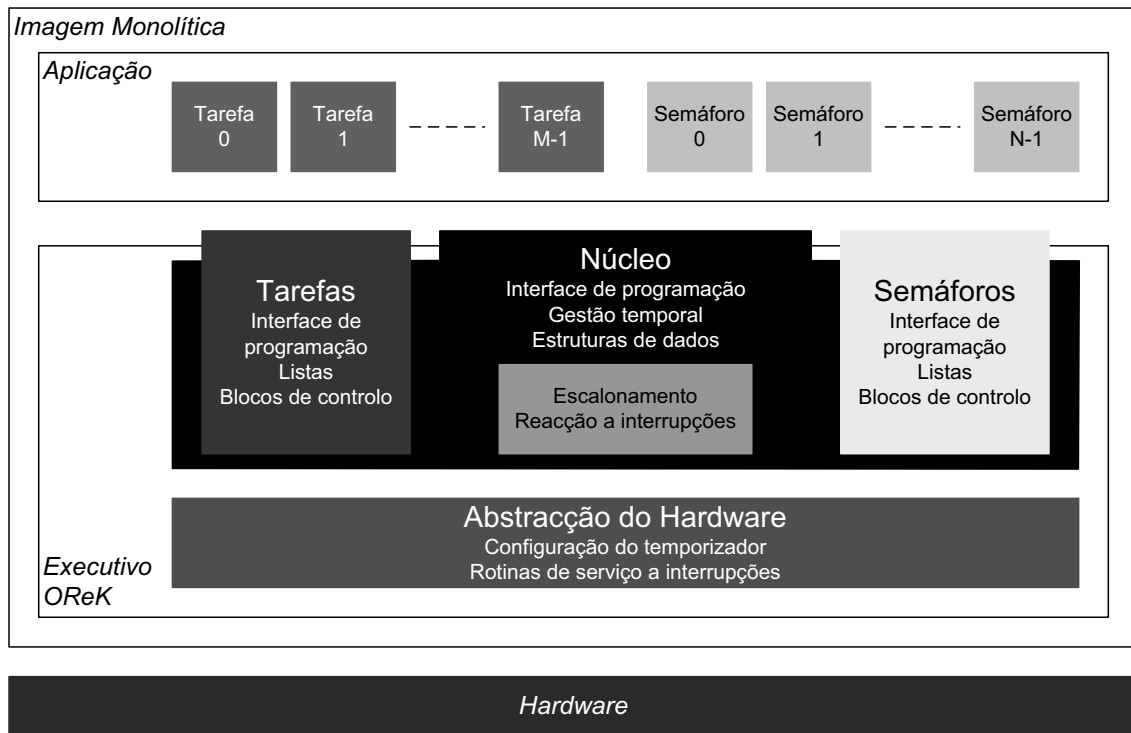 Imagem Monolítica
Aplicação
Tarefa
0
Tarefa
1
Tarefa
M-1
Semáforo
0
Semáforo
1
Semáforo
N-1
Tarefas
Interface de
programação
Listas
Blocos de controlo
Núcleo
Interface de programação
Gestão temporal
Estruturas de dados
Escalonamento
Reacção a interrupções
Semáforos
Interface de
programação
Listas
Blocos de controlo
Abstracção do Hardware
Configuração do temporizador
Rotinas de serviço a interrupções
Executivo
OReK
Hardware